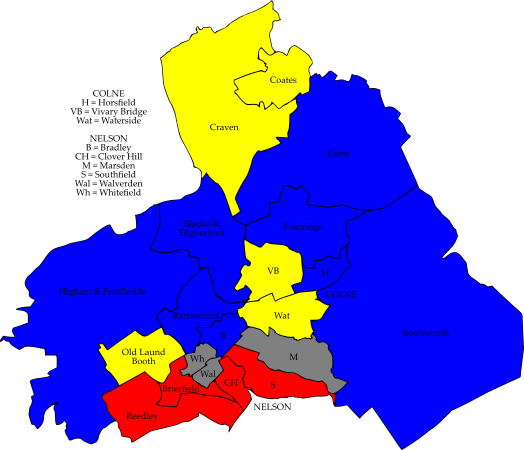 Coates
COLNE
H = Horsfield
VB = Vivary Bridge
Wat = Waterside
Craven
NELSON
B = Bradley
CH = Clover Hill
M = Marsden
S = Southfield
Wal = Walverden
Wh = Whitefield
Earby
Blacko &
Higherford
Foulridge
VB
H
Higham & Pendleside
COLNE
Barrowford
Wat
Boulsworth
B
Old Laund
Booth
Wh
M
Wal
CH
S
Brierfield
NELSON
Reedley